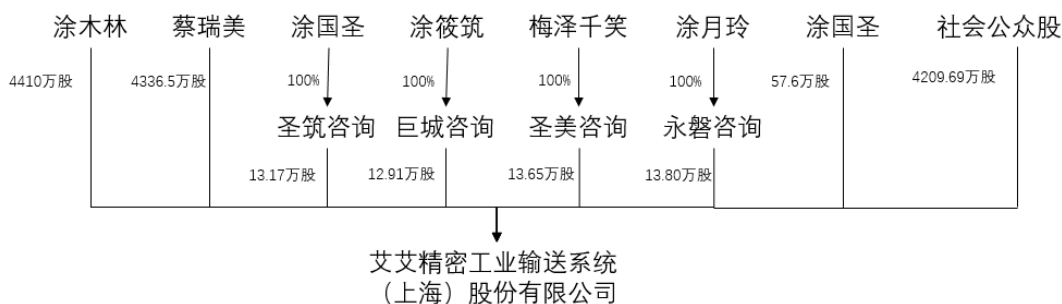 涂木林 蔡瑞美 涂国圣 涂筱筑 梅泽千笑 涂月玲 涂国圣 社会公众股
4410万股 4336.5万股 100% 100% 100% 100% 57.6万股 4209.69万股
圣筑咨询 巨城咨询 圣美咨询 永磐咨询
13.17万股 12.91万股 13.65万股 13.80万股
艾艾精密工业输送系统
（上海）股份有限公司